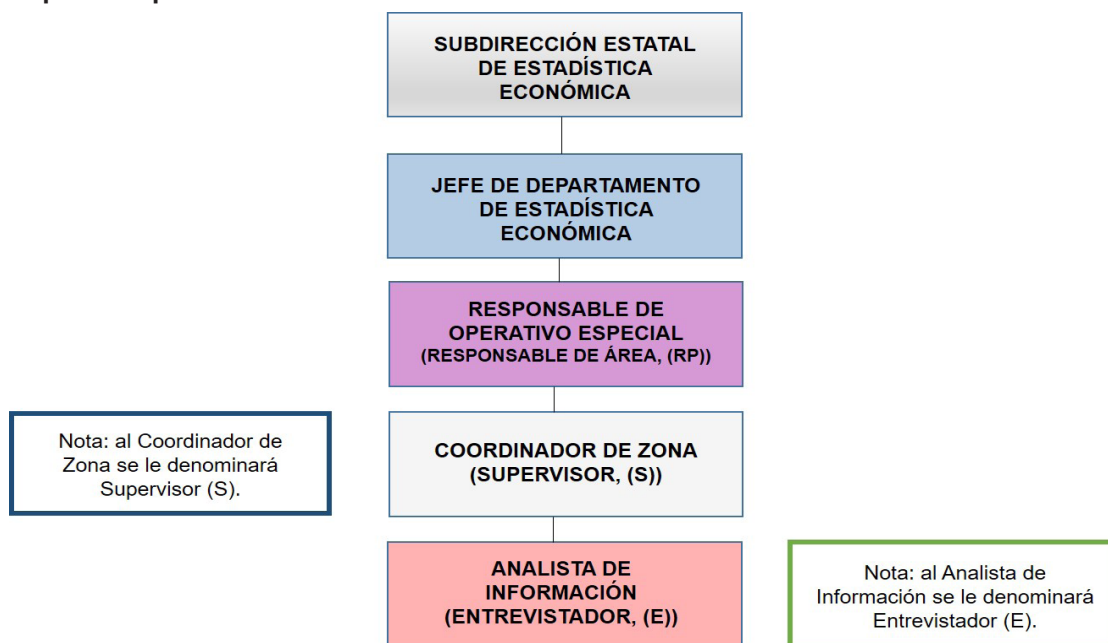 SUBDIRECCIÓN ESTATAL
DE ESTADÍSTICA
ECONÓMICA
JEFE DE DEPARTAMENTO
DE ESTADÍSTICA
ECONÓMICA
RESPONSABLE DE
OPERATIVO ESPECIAL
(RESPONSABLE DE ÁREA, (RP))
Nota: al Coordinador de
Zona se le denominará
Supervisor (S).
COORDINADOR DE ZONA
(SUPERVISOR, (S))
ANALISTA DE
INFORMACIÓN
(ENTREVISTADOR, (E))
Nota: al Analista de
Información se le denominará
Entrevistador (E).